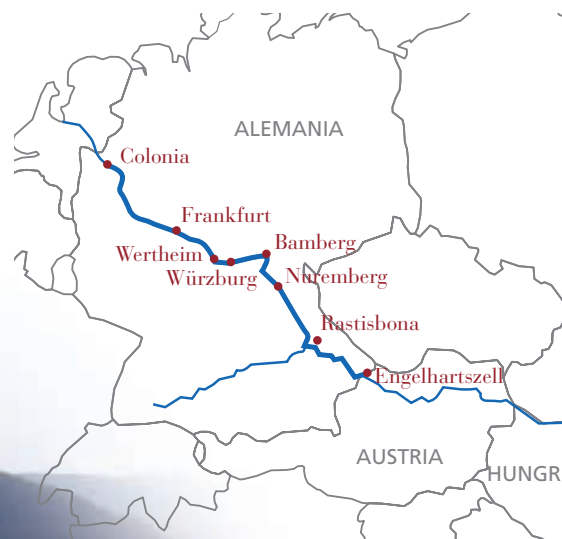 ALEMANIA
Colonia
Frankfurt
Bamberg
Wertheim
Würzburg
Nuremberg
Rastisbona
Engelhartszell
AUSTRIA
HUNGR